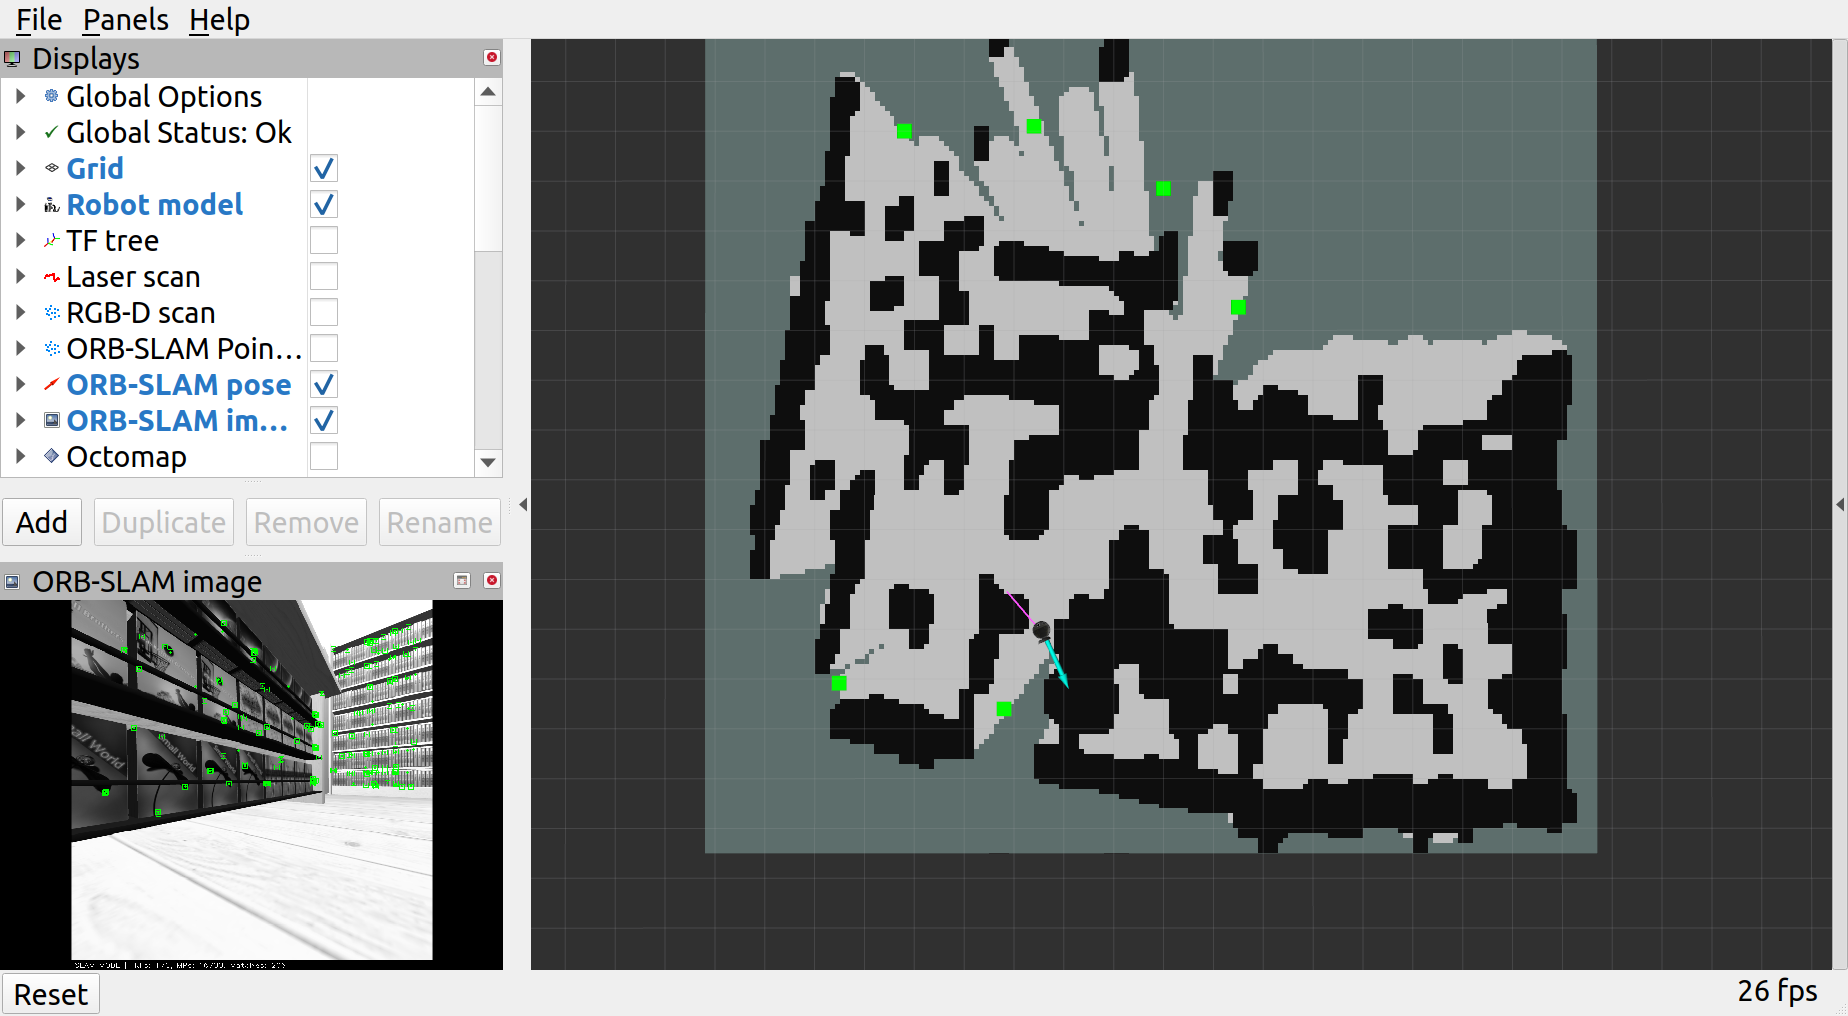 File Panels Help
Displays
Global Options
Global Status: Ok
Grid
Robot model
TF tree
Laser scan
RGB-D scan
ORB-SLAM Poin...
ORB-SLAM pose
ORB-SLAM im...
Octomap
Add Duplicate Remove Rename
ORB-SLAM image
Small World
Reset
26 fps